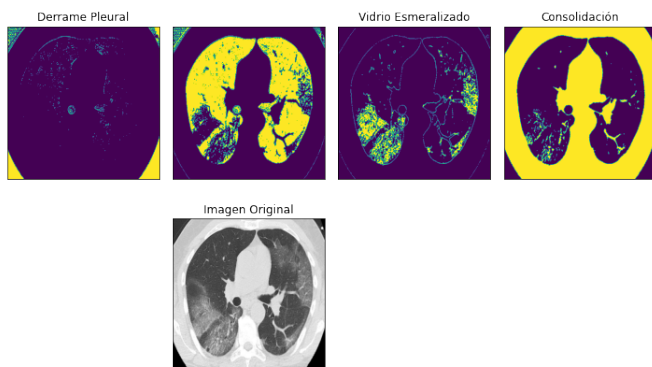 Derrame Pleural
Vidrio Esmeralizado
Consolidación
Imagen Original